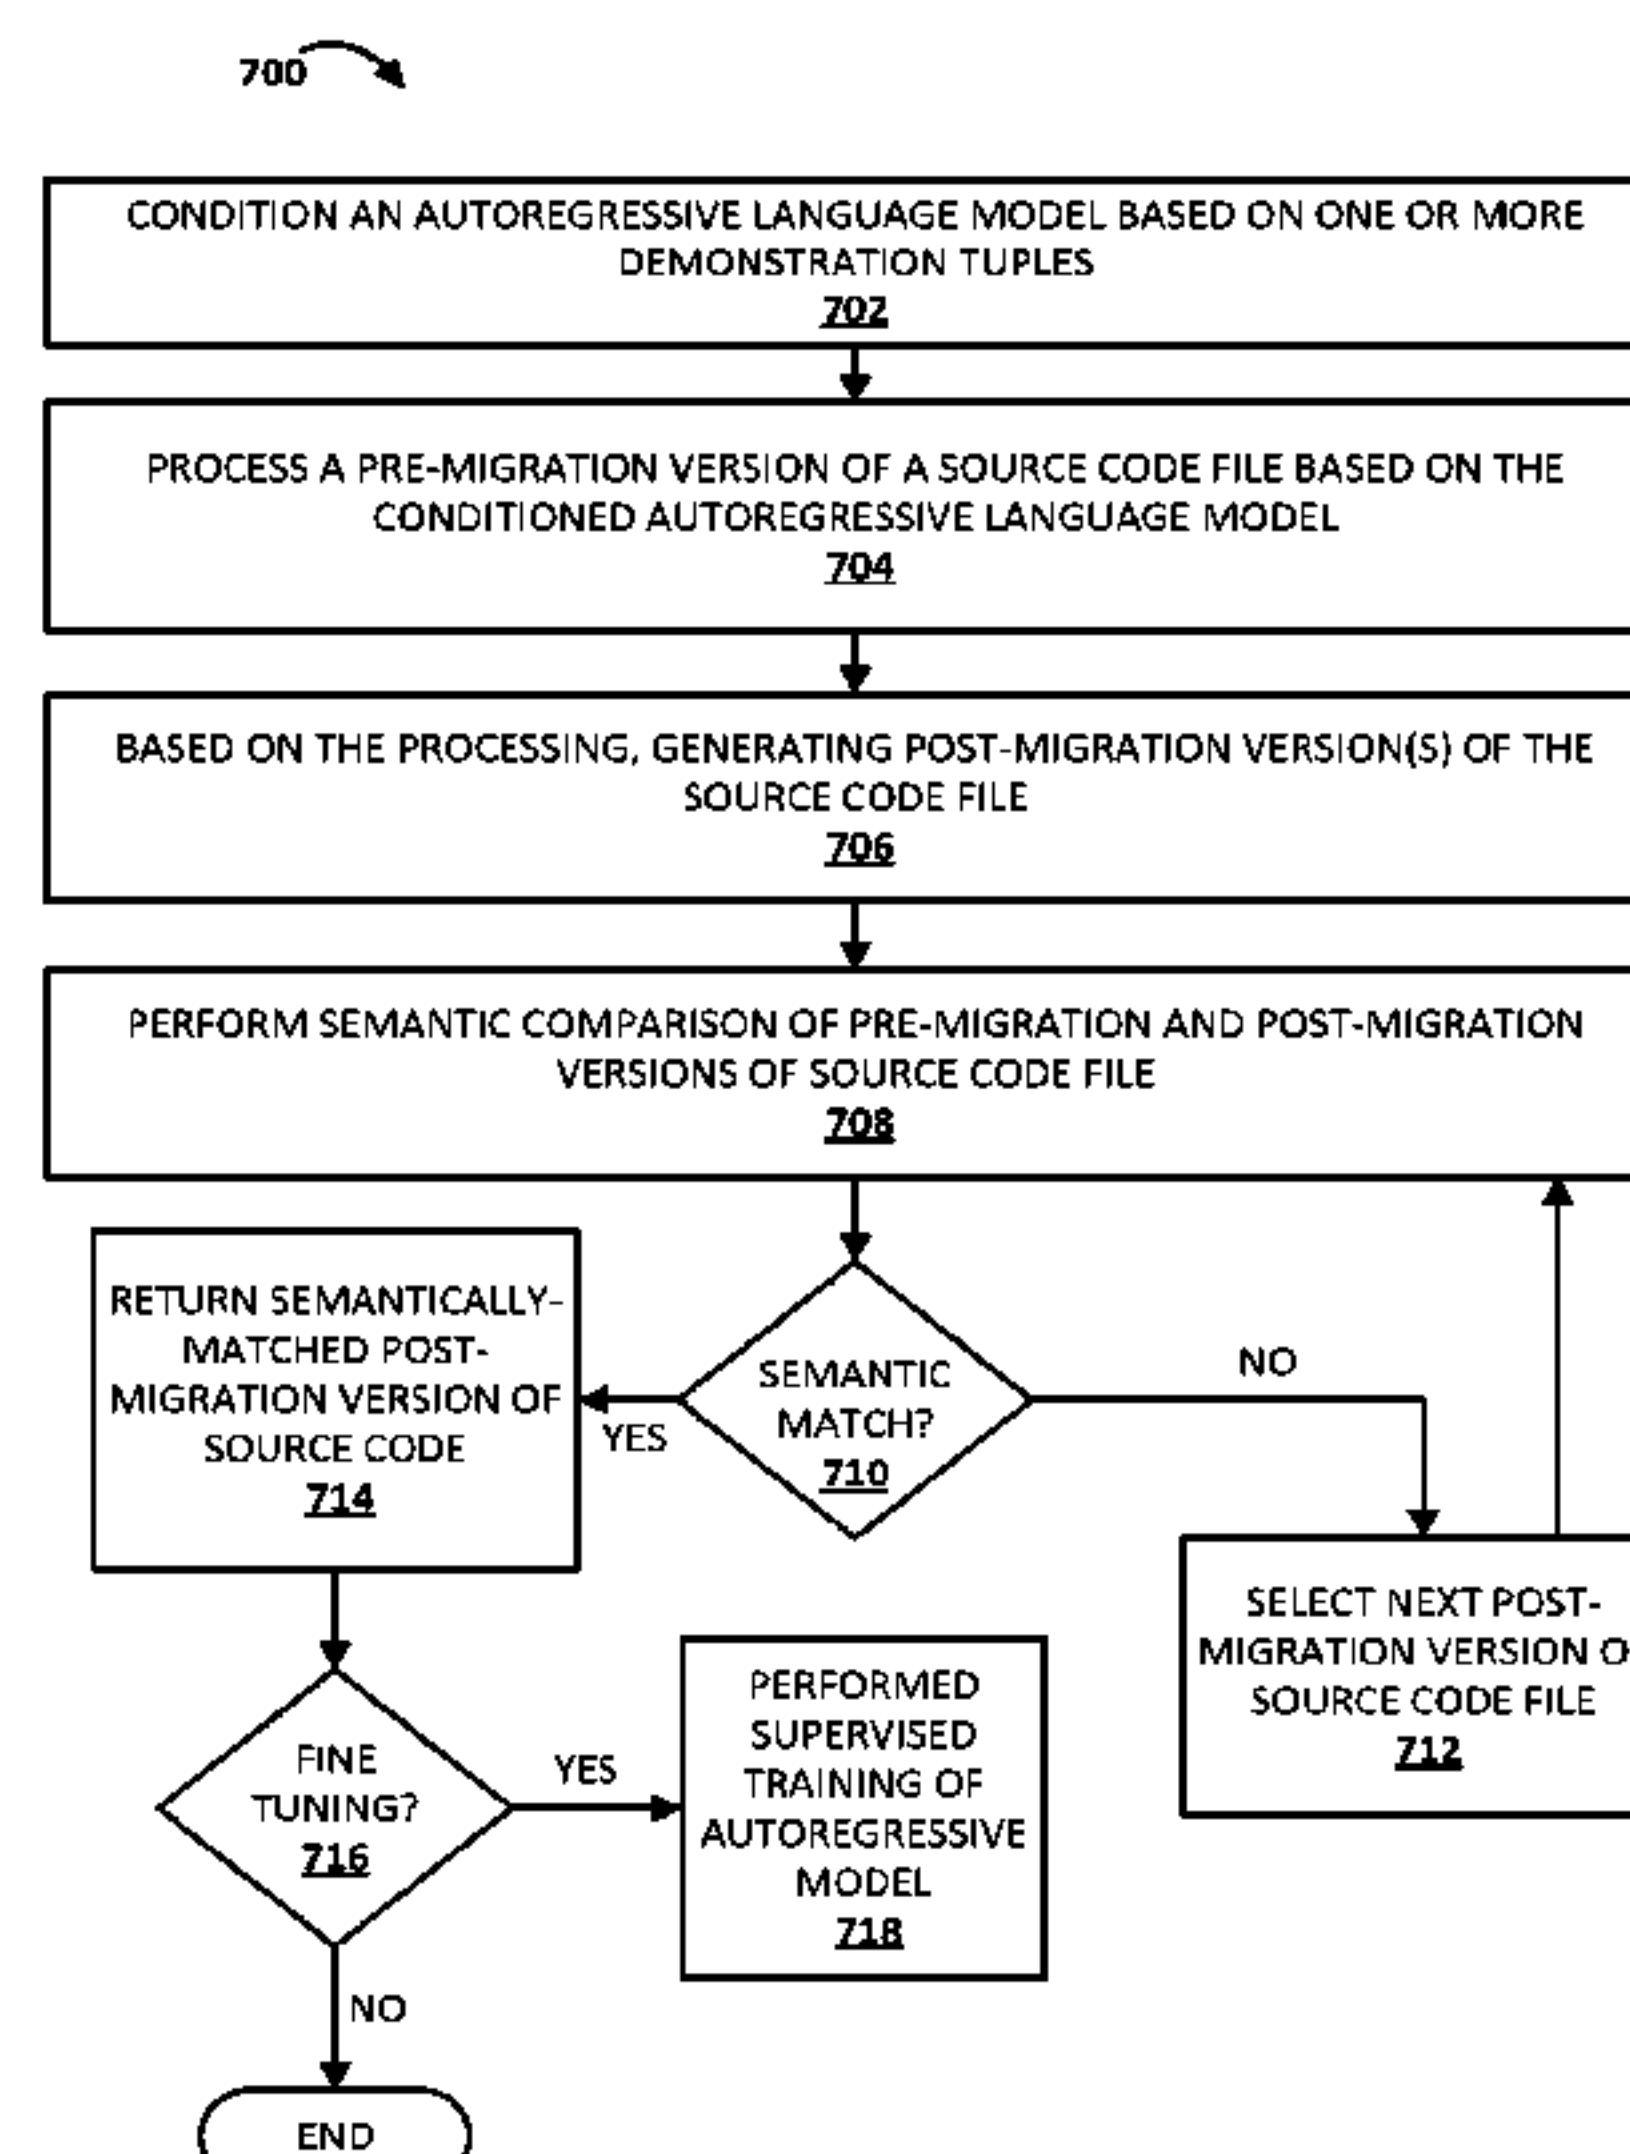 700
CONDITION AN AUTOREGRESSIVE LANGUAGE MODEL BASED ON ONE OR MORE
DEMONSTRATION TUPLES
702
PROCESS A PRE-MIGRATION VERSION OF A SOURCE CODE FILE BASED ON THE
CONDITIONED AUTOREGRESSIVE LANGUAGE MODEL
704
BASED ON THE PROCESSING, GENERATING POST-MIGRATION VERSION(S) OF THE
SOURCE CODE FILE
706
PERFORM SEMANTIC COMPARISON OF PRE-MIGRATION AND POST-MIGRATION
VERSIONS OF SOURCE CODE FILE
708
RETURN SEMANTICALLY-
MATCHED POST-
MIGRATION VERSION OF
SOURCE CODE
714
YES
SEMANTIC
MATCH?
710
NO
SELECT NEXT POST-
MIGRATION VERSION
SOURCE CODE FILE
712
FINE
TUNING?
716
YES
PERFORMED
SUPERVISED
TRAINING OF
AUTOREGRESSIVE
MODEL
718
NO
END